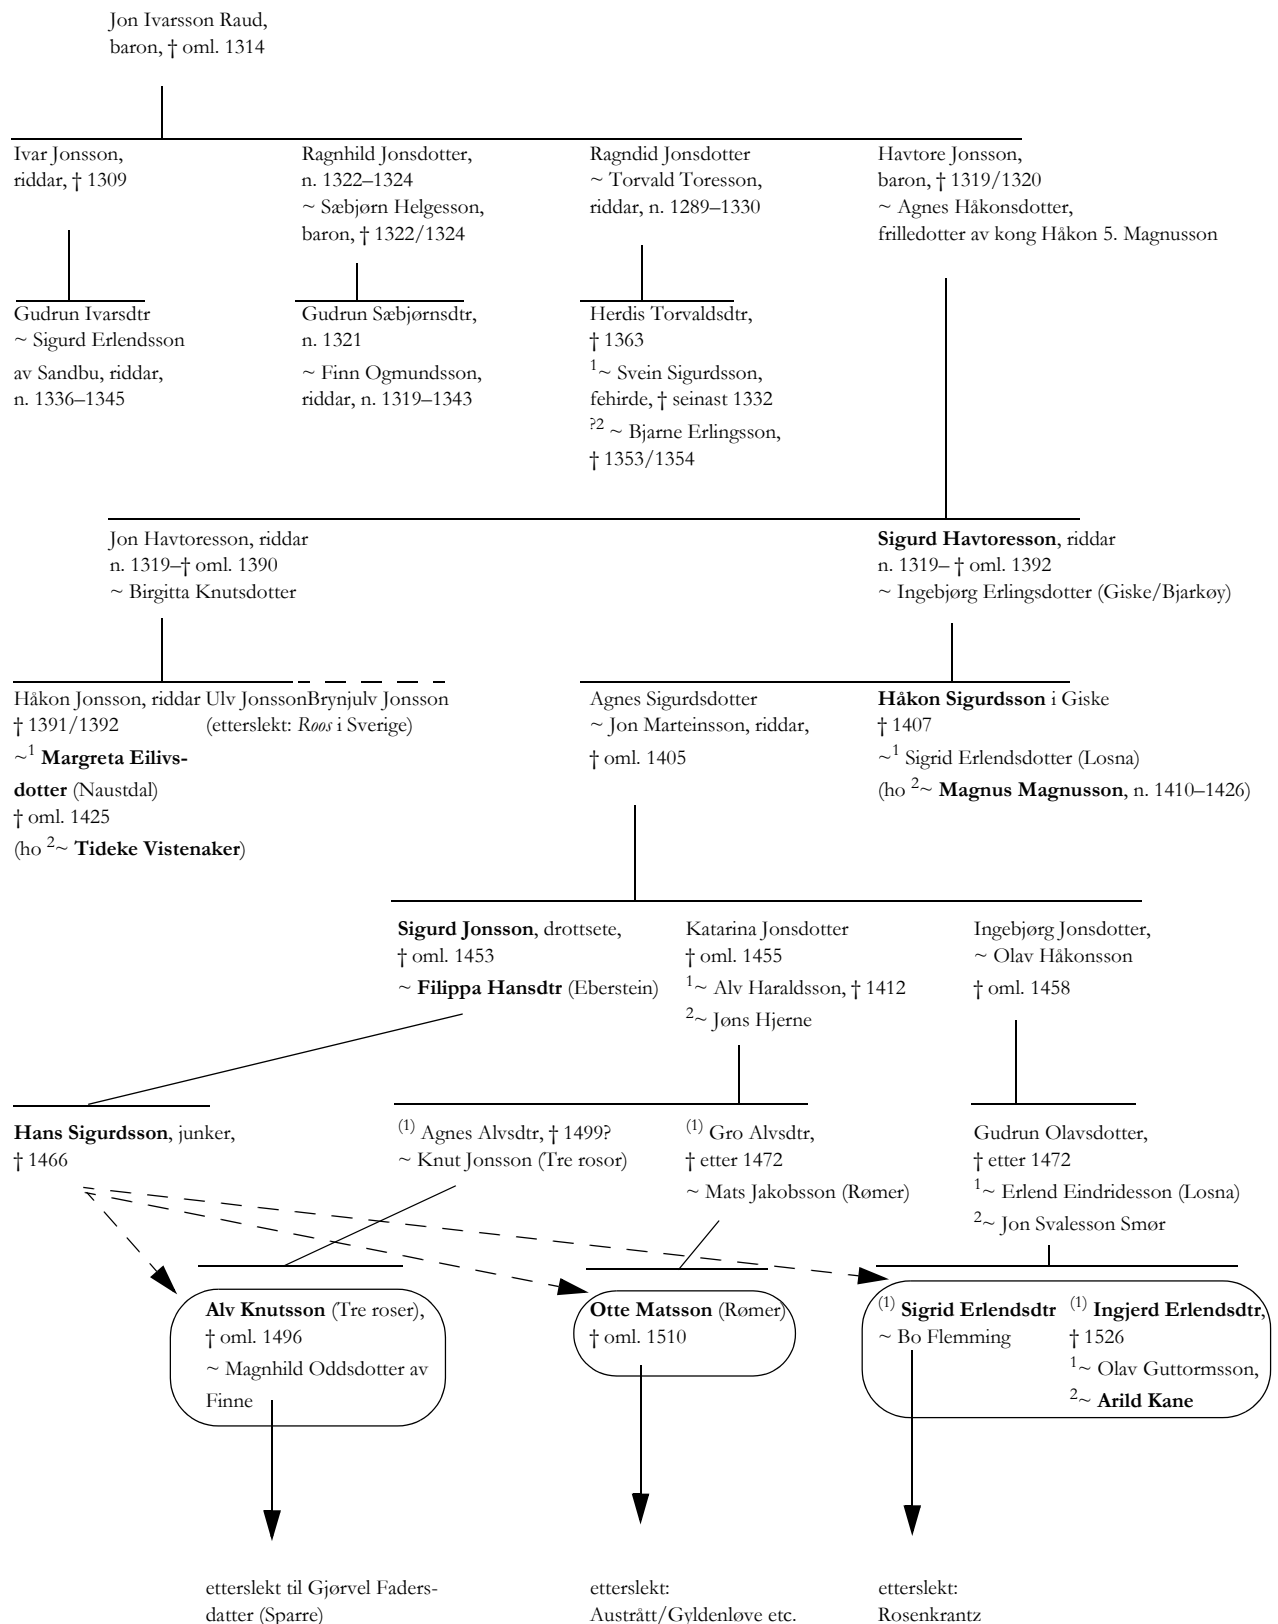 Jon Ivarsson Raud,
baron, † oml. 1314
Ivar Jonsson,
riddar, † 1309
Ragnhild Jonsdotter,
n. 1322–1324
~ Sæbjørn Helgesson,
baron, † 1322/1324
Ragndid Jonsdotter
~ Torvald Toresson,
riddar, n. 1289–1330
Havtore Jonsson,
baron, † 1319/1320
~ Agnes Håkonsdotter,
frilledotter av kong Håkon 5. Magnusson
Gudrun Ivarsdtr
~ Sigurd Erlendsson
av Sandbu, riddar,
n. 1336–1345
Gudrun Sæbjørnsdtr,
n. 1321
~ Finn Ogmundsson,
riddar, n. 1319–1343
Herdis Torvaldsdtr,
† 1363
1~ Svein Sigurdsson,
fehirde, † seinast 1332
?2 ~ Bjarne Erlingsson,
† 1353/1354
Jon Havtoresson, riddar
n. 1319–† oml. 1390
~ Birgitta Knutsdotter
Sigurd Havtoresson, riddar
n. 1319– † oml. 1392
~ Ingebjørg Erlingsdotter (Giske/Bjarkøy)
Håkon Jonsson, riddar
† 1391/1392
~1 Margreta Eilivs-
dotter (Naustdal)
† oml. 1425
(ho 2~ Tideke Vistenaker)
Ulv Jonsson
(etterslekt: Roos i Sverige)
Brynjulv Jonsson
Agnes Sigurdsdotter
~ Jon Marteinsson, riddar,
† oml. 1405
Håkon Sigurdsson i Giske
† 1407
~1 Sigrid Erlendsdotter (Losna)
(ho 2~ Magnus Magnusson, n. 1410–1426)
Sigurd Jonsson, drottsete,
† oml. 1453
~ Filippa Hansdtr (Eberstein)
Katarina Jonsdotter
† oml. 1455
1~ Alv Haraldsson, † 1412
2~ Jøns Hjerne
Ingebjørg Jonsdotter,
~ Olav Håkonsson
† oml. 1458
Hans Sigurdsson, junker,
† 1466
(1) Agnes Alvsdtr, † 1499?
~ Knut Jonsson (Tre rosor)
(1) Gro Alvsdtr,
† etter 1472
~ Mats Jakobsson (Rømer)
Gudrun Olavsdotter,
† etter 1472
1~ Erlend Eindridesson (Losna)
2~ Jon Svalesson Smør
Alv Knutsson (Tre roser),
† oml. 1496
~ Magnhild Oddsdotter av
Finne
Otte Matsson (Rømer)
† oml. 1510
(1) Sigrid Erlendsdtr
~ Bo Flemming
(1) Ingjerd Erlendsdtr,
† 1526
1~ Olav Guttormsson,
2~ Arild Kane
etterslekt til Gjørvel Faders-
datter (Sparre)
etterslekt:
Austrått/Gyldenløve etc.
etterslekt:
Rosenkrantz